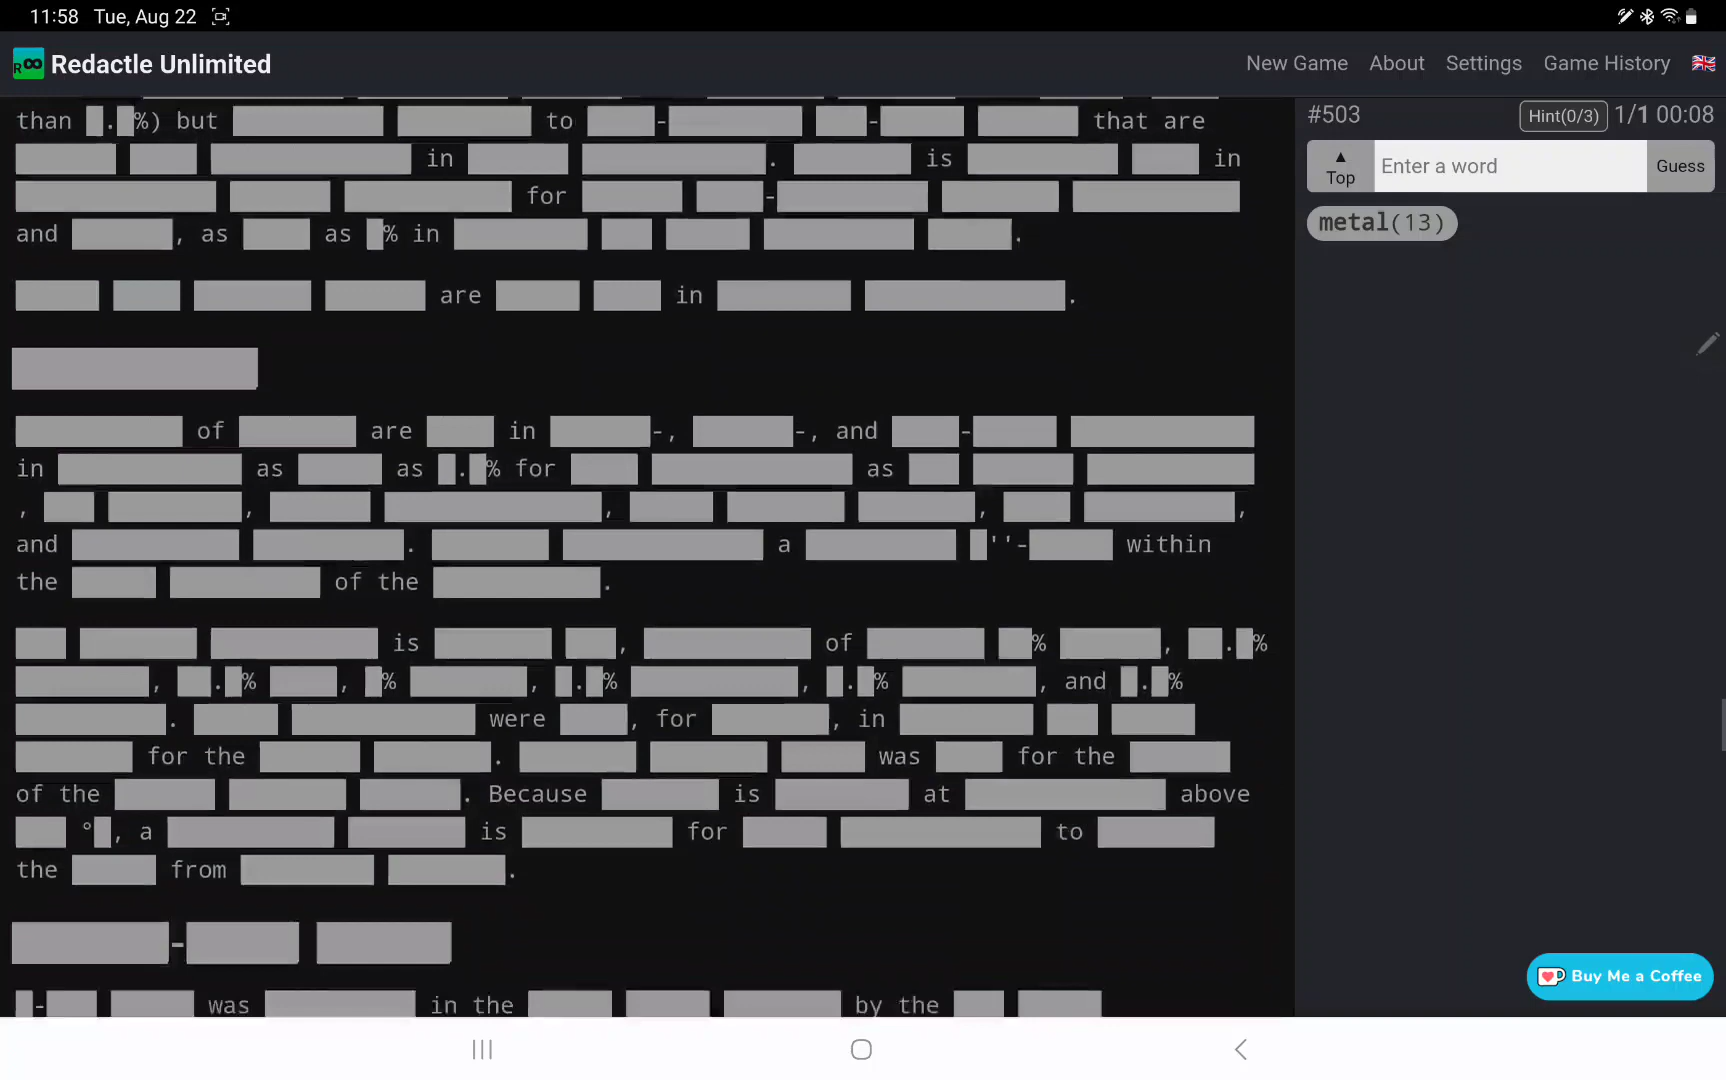 11:58 Tue, Aug 22
R∞ Redactle Unlimited
New Game About Settings Game History
than . %) but to - - that are
in . is in
for -
and , as as % in .
are in .
of are in -, -, and -
in as as . % for as
, , , , ,
and . a ''- within
the of the .
is , of %, . %
, . % , % , . % , . % , and . %
. were , for , in
for the . was for the
of the . Because is at above
° , a is for to
the from .
-
- was in the by the
#503 Hint(0/3) 1/1 00:08
▲ Top Enter a word Guess
metal(13)
Buy Me a Coffee